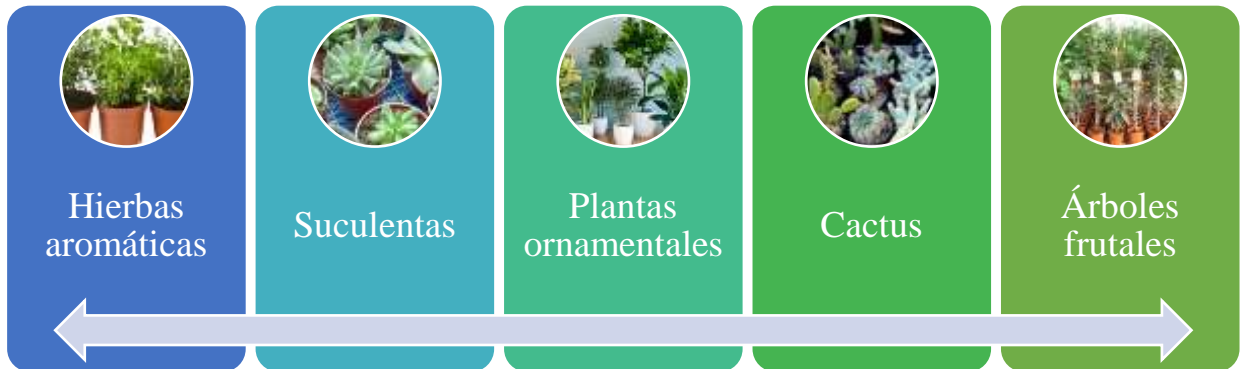 Hierbas
aromáticas
Suculentas
Plantas
ornamentales
Cactus
Árboles
frutales